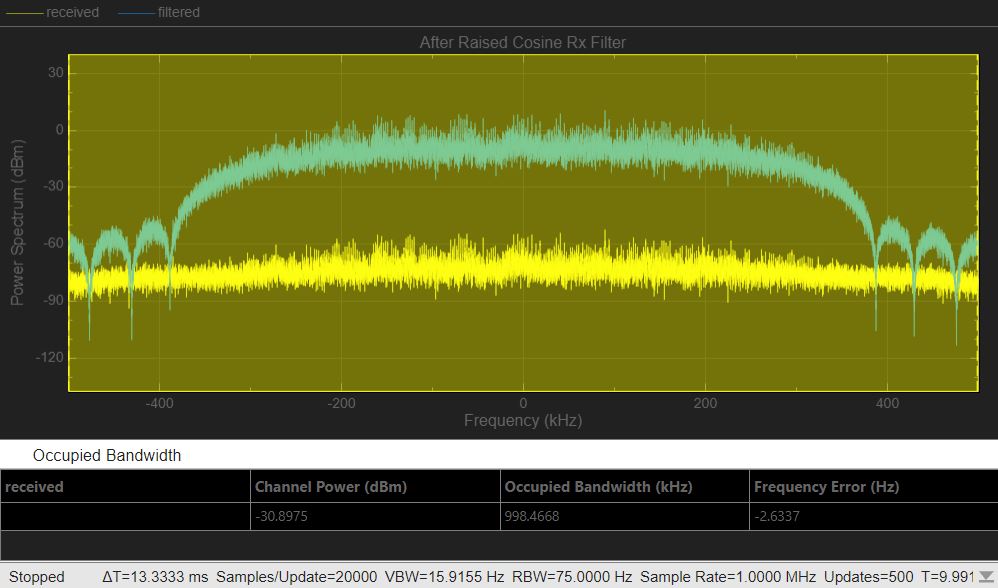 received filtered
After Raised Cosine Rx Filter
30
0
-30
-60
-90
-120
Power Spectrum (dBm)
-400 -200 0 200 400
Frequency (kHz)
Occupied Bandwidth
received Channel Power (dBm) Occupied Bandwidth (kHz) Frequency Error (Hz)
-30.8975 998.4668 -2.6337
Stopped ΔT=13.3333 ms Samples/Update=20000 VBW=15.9155 Hz RBW=75.0000 Hz Sample Rate=1.0000 MHz Updates=500 T=9.991